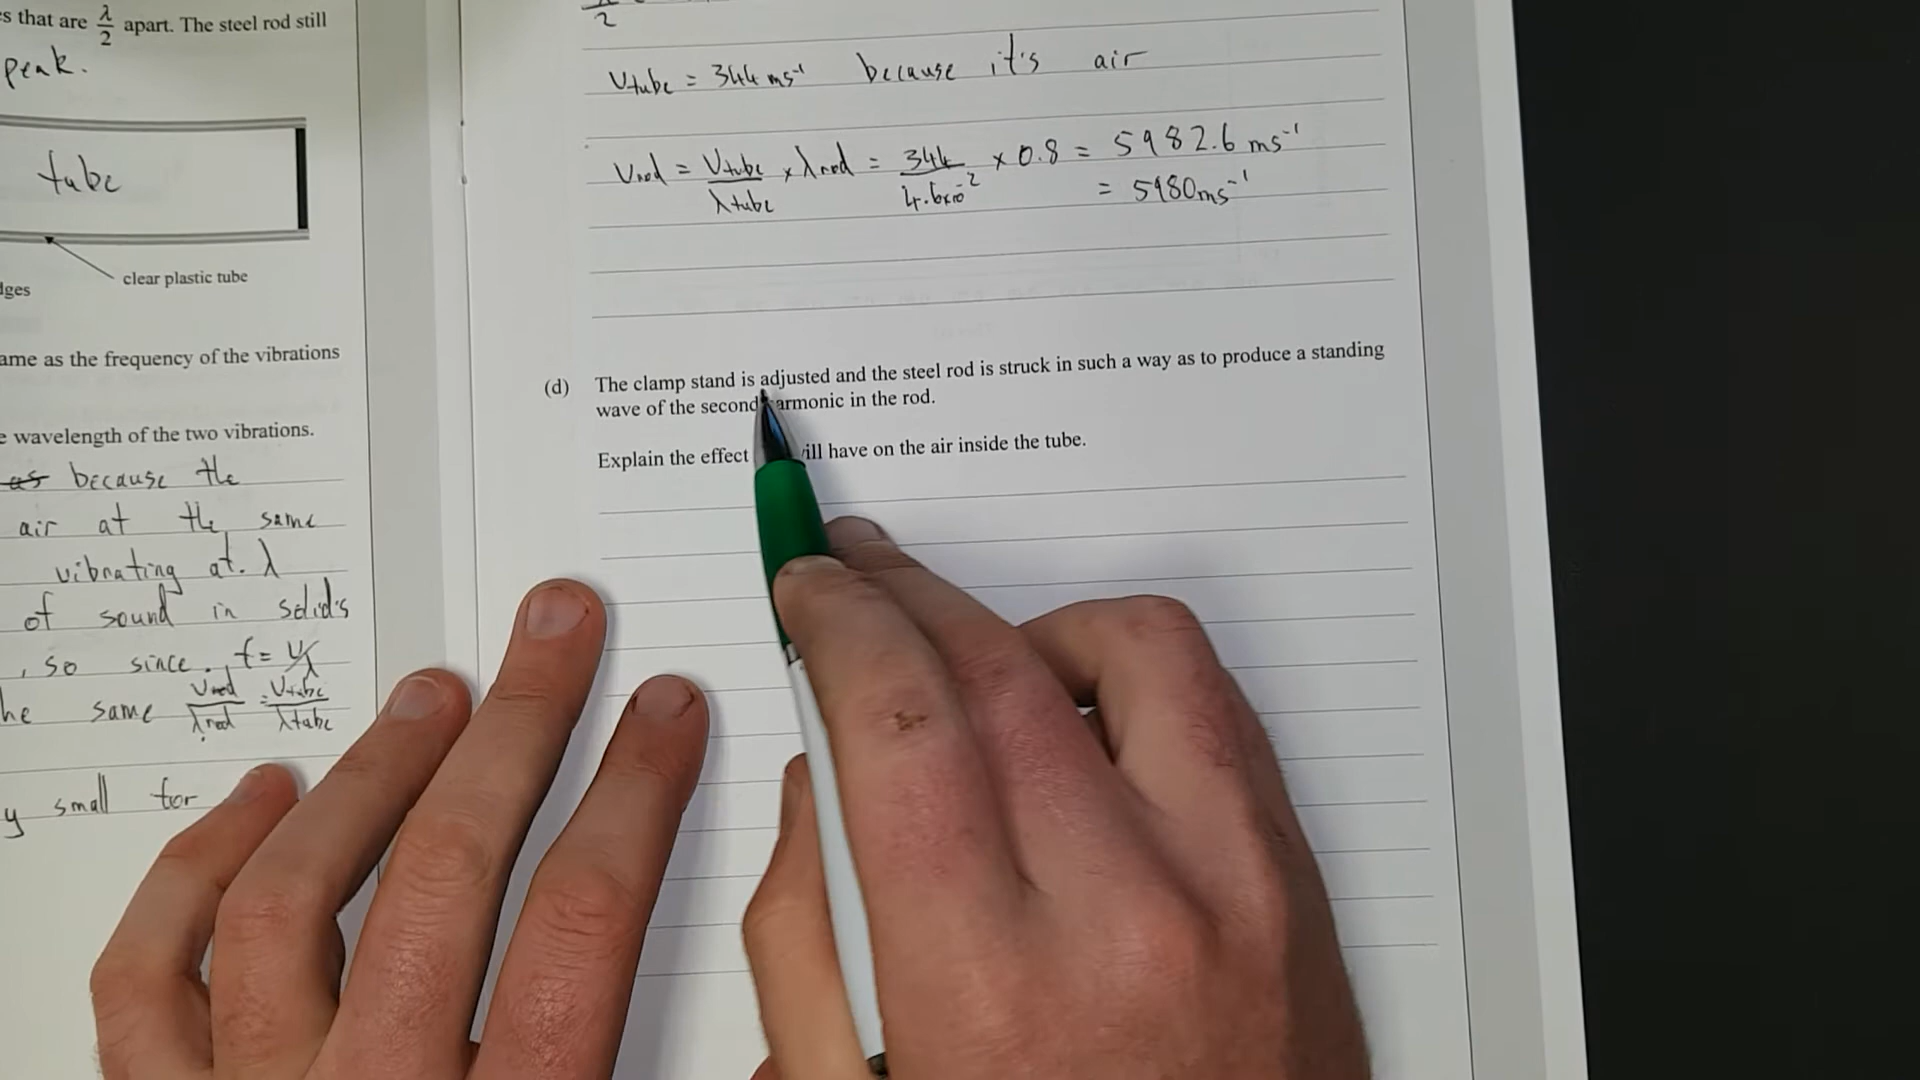 s that are λ/2 apart. The steel rod still
peak.
tube
clear plastic tube
dges
ame as the frequency of the vibrations
e wavelength of the two vibrations.
as because the
air at the same
vibrating at. λ
of sound in solids
, so since. f = v/λ
he same Vrod/λrod = Vtube/λtube
y small for
2
Vtube = 344 ms⁻¹ because it's air
Vrod = Vtube/λtube × λrod = 344/4.6x10⁻² × 0.8 = 5982.6 ms⁻¹
= 5980ms⁻¹
(d) The clamp stand is adjusted and the steel rod is struck in such a way as to produce a standing
wave of the second armonic in the rod.
Explain the effect ill have on the air inside the tube.